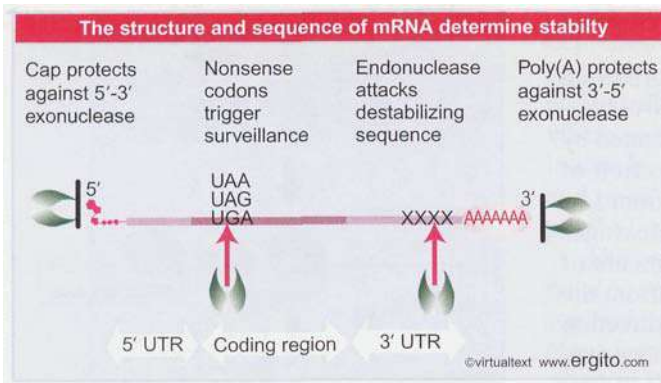 The structure and sequence of mRNA determine stabilty
Cap protects
against 5'-3'
exonuclease
Nonsense
codons
trigger
surveillance
Endonuclease
attacks
destabilizing
sequence
Poly(A) protects
against 3'-5'
exonuclease
5'
UAA
UAG
UGA
XXXX
AAAAAAA
3'
5' UTR
Coding region
3' UTR
©virtualtext www.ergito.com